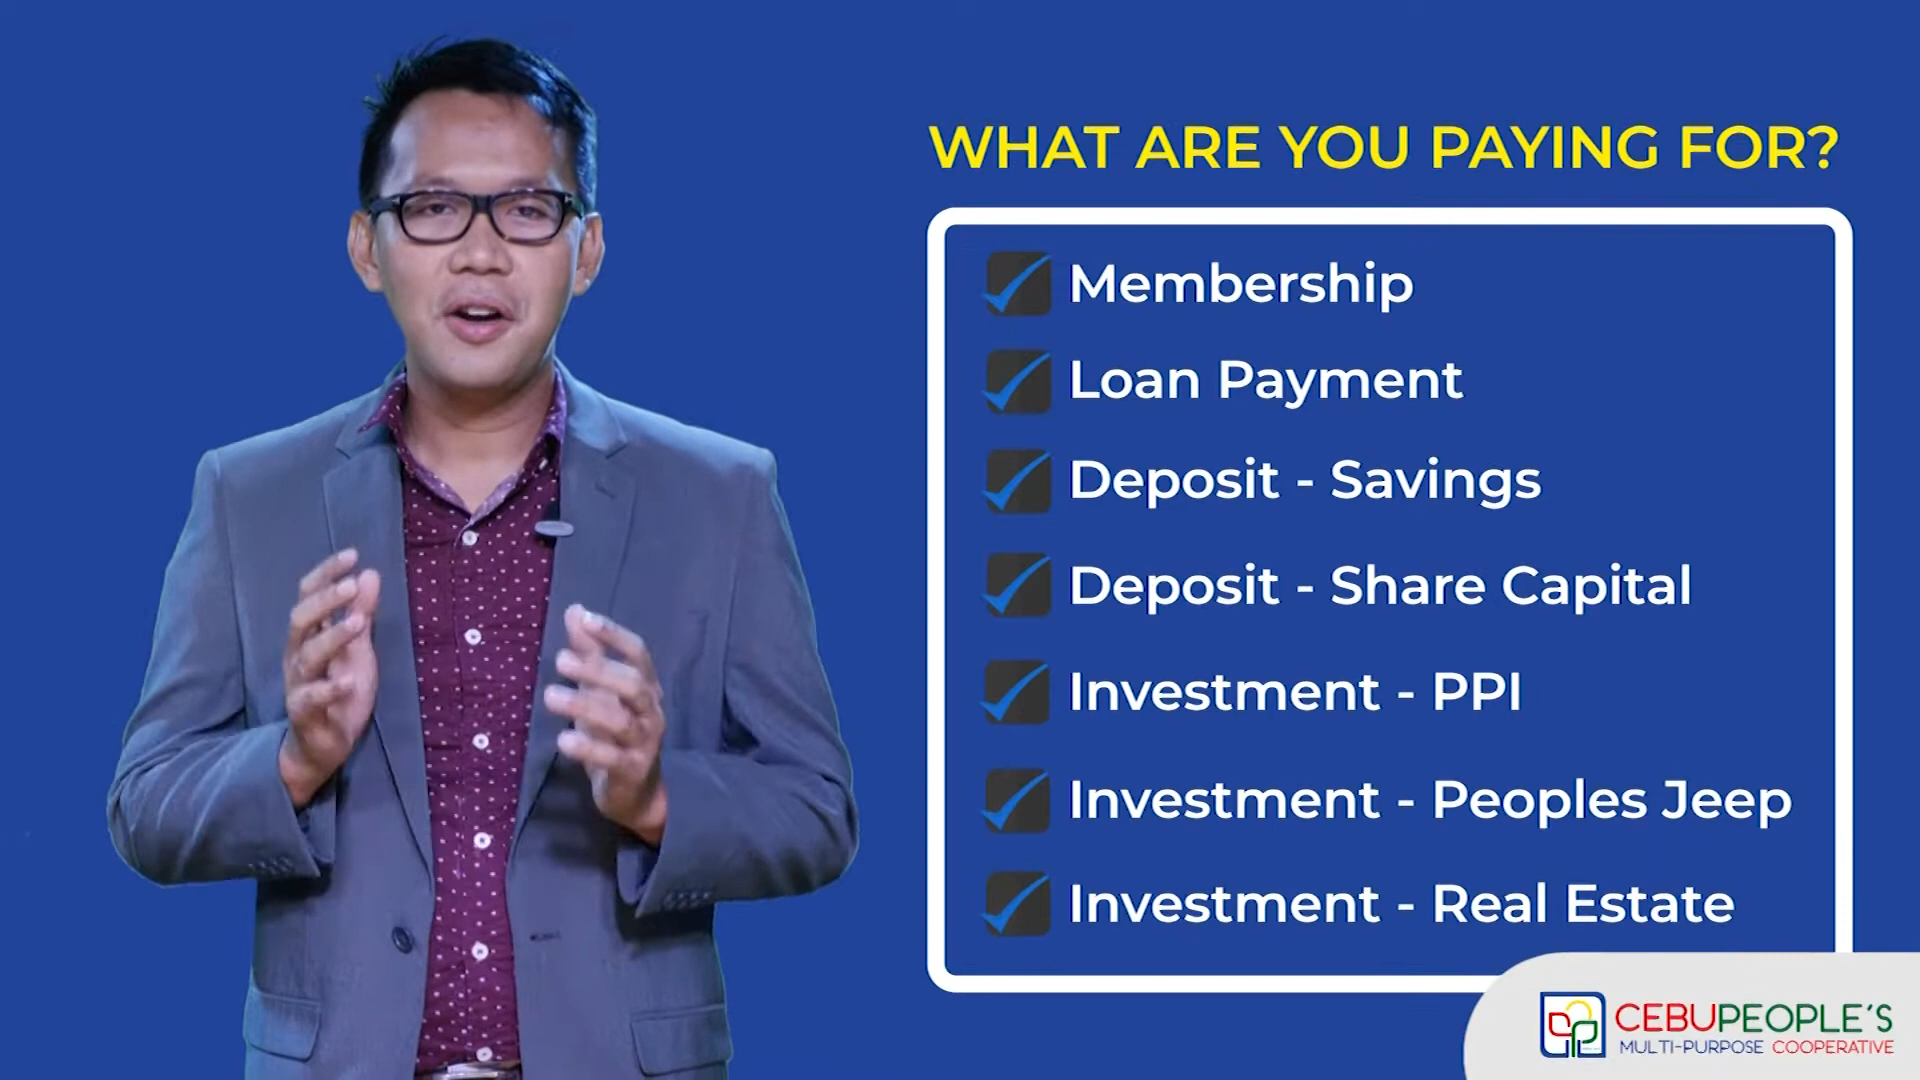 WHAT ARE YOU PAYING FOR?
Membership
Loan Payment
Deposit - Savings
Deposit - Share Capital
Investment - PPI
Investment - Peoples Jeep
Investment - Real Estate
CEBUPEOPLE'S
MULTI-PURPOSE COOPERATIVE